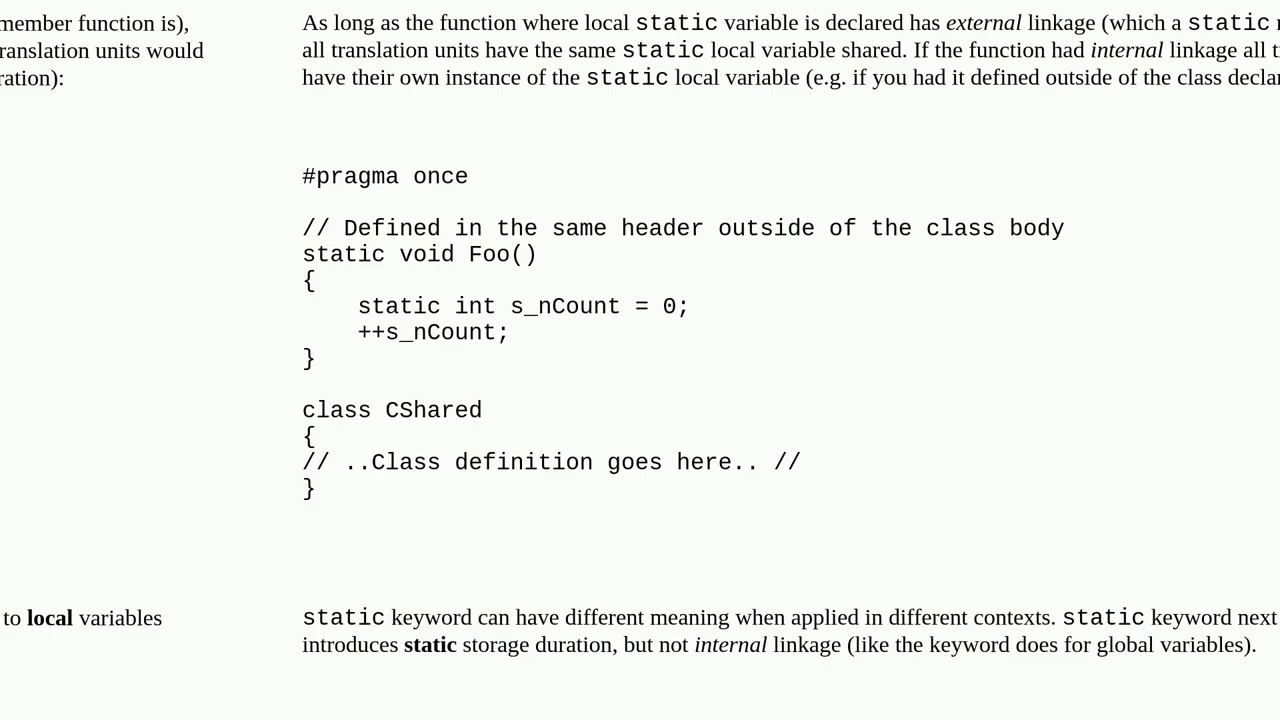 member function is),
ranslation units would
ration):
As long as the function where local static variable is declared has external linkage (which a static
all translation units have the same static local variable shared. If the function had internal linkage all
have their own instance of the static local variable (e.g. if you had it defined outside of the class declar
#pragma once
// Defined in the same header outside of the class body
static void Foo()
{
    static int s_nCount = 0;
    ++s_nCount;
}
class CShared
{
// ..Class definition goes here.. //
}
to local variables
static keyword can have different meaning when applied in different contexts. static keyword next
introduces static storage duration, but not internal linkage (like the keyword does for global variables).